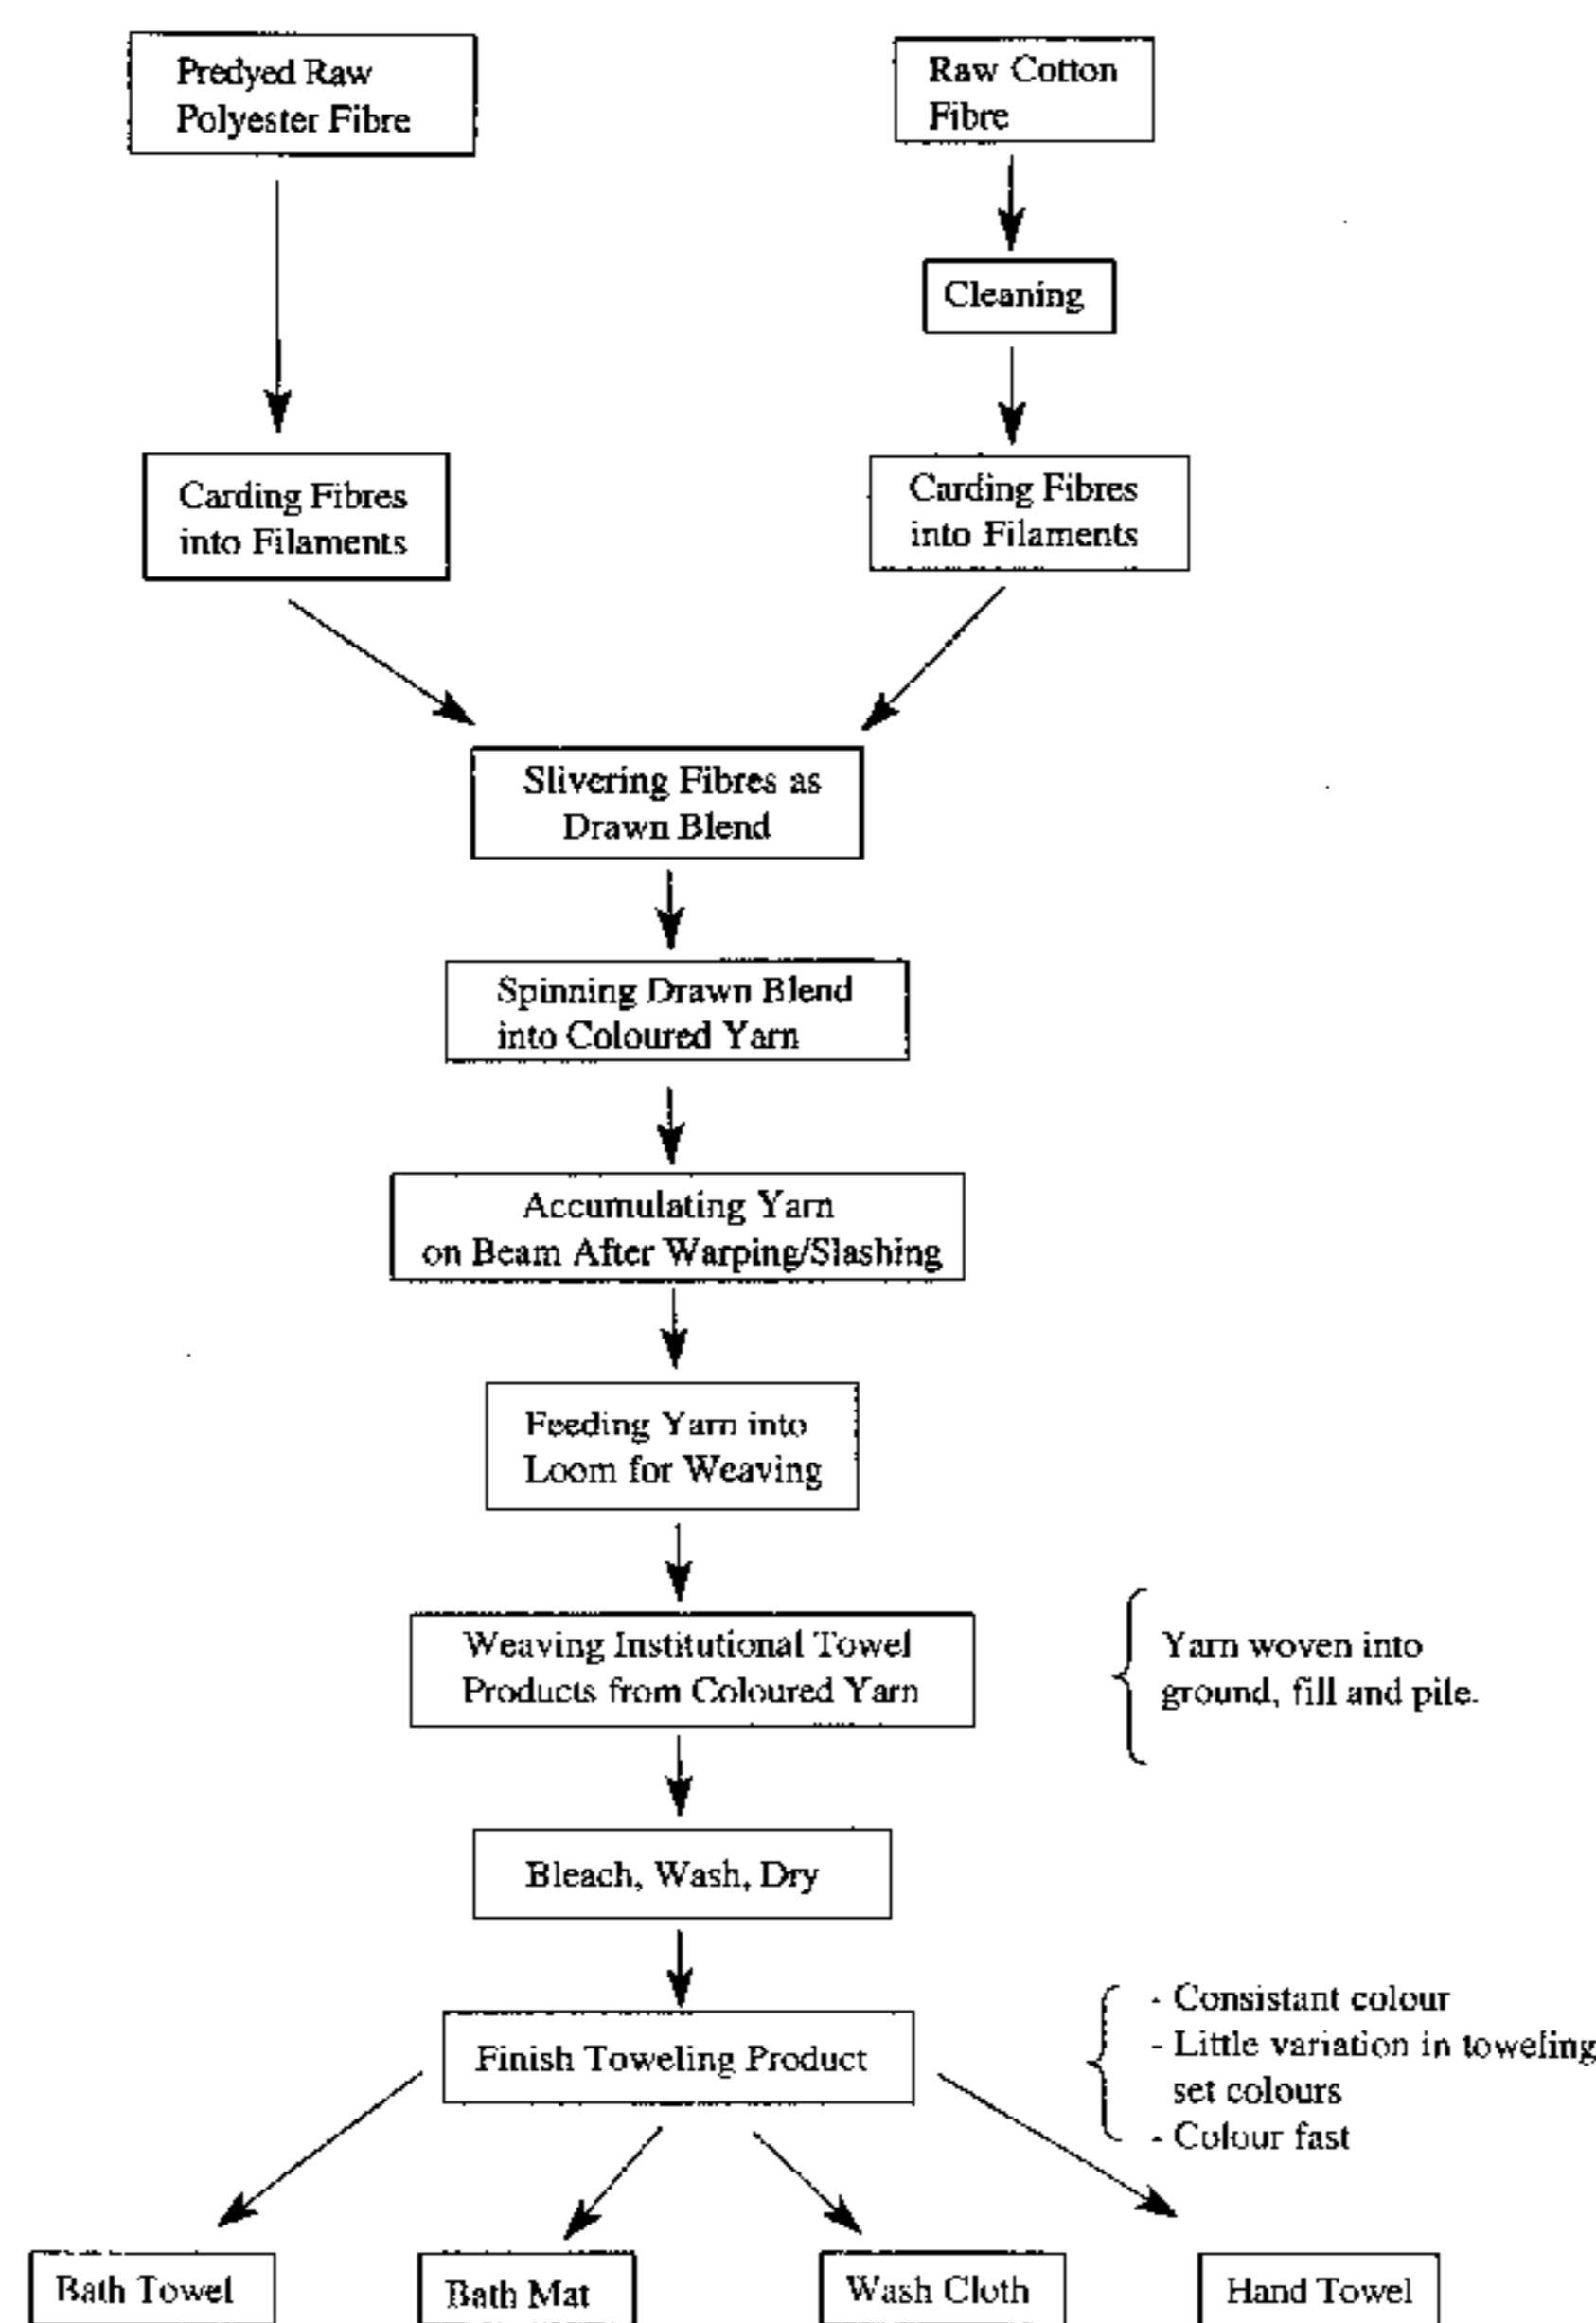 Predyed Raw
Polyester Fibre
Raw Cotton
Fibre
Cleaning
Carding Fibres
into Filaments
Carding Fibres
into Filaments
Slivering Fibres as
Drawn Blend
Spinning Drawn Blend
into Coloured Yarn
Accumulating Yarn
on Beam After Warping/Slashing
Feeding Yarn into
Loom for Weaving
Weaving Institutional Towel
Products from Coloured Yarn
Yarn woven into
ground, fill and pile.
Bleach, Wash, Dry
Finish Toweling Product
- Consistant colour
- Little variation in toweling
set colours
- Colour fast
Bath Towel
Bath Mat
Wash Cloth
Hand Towel